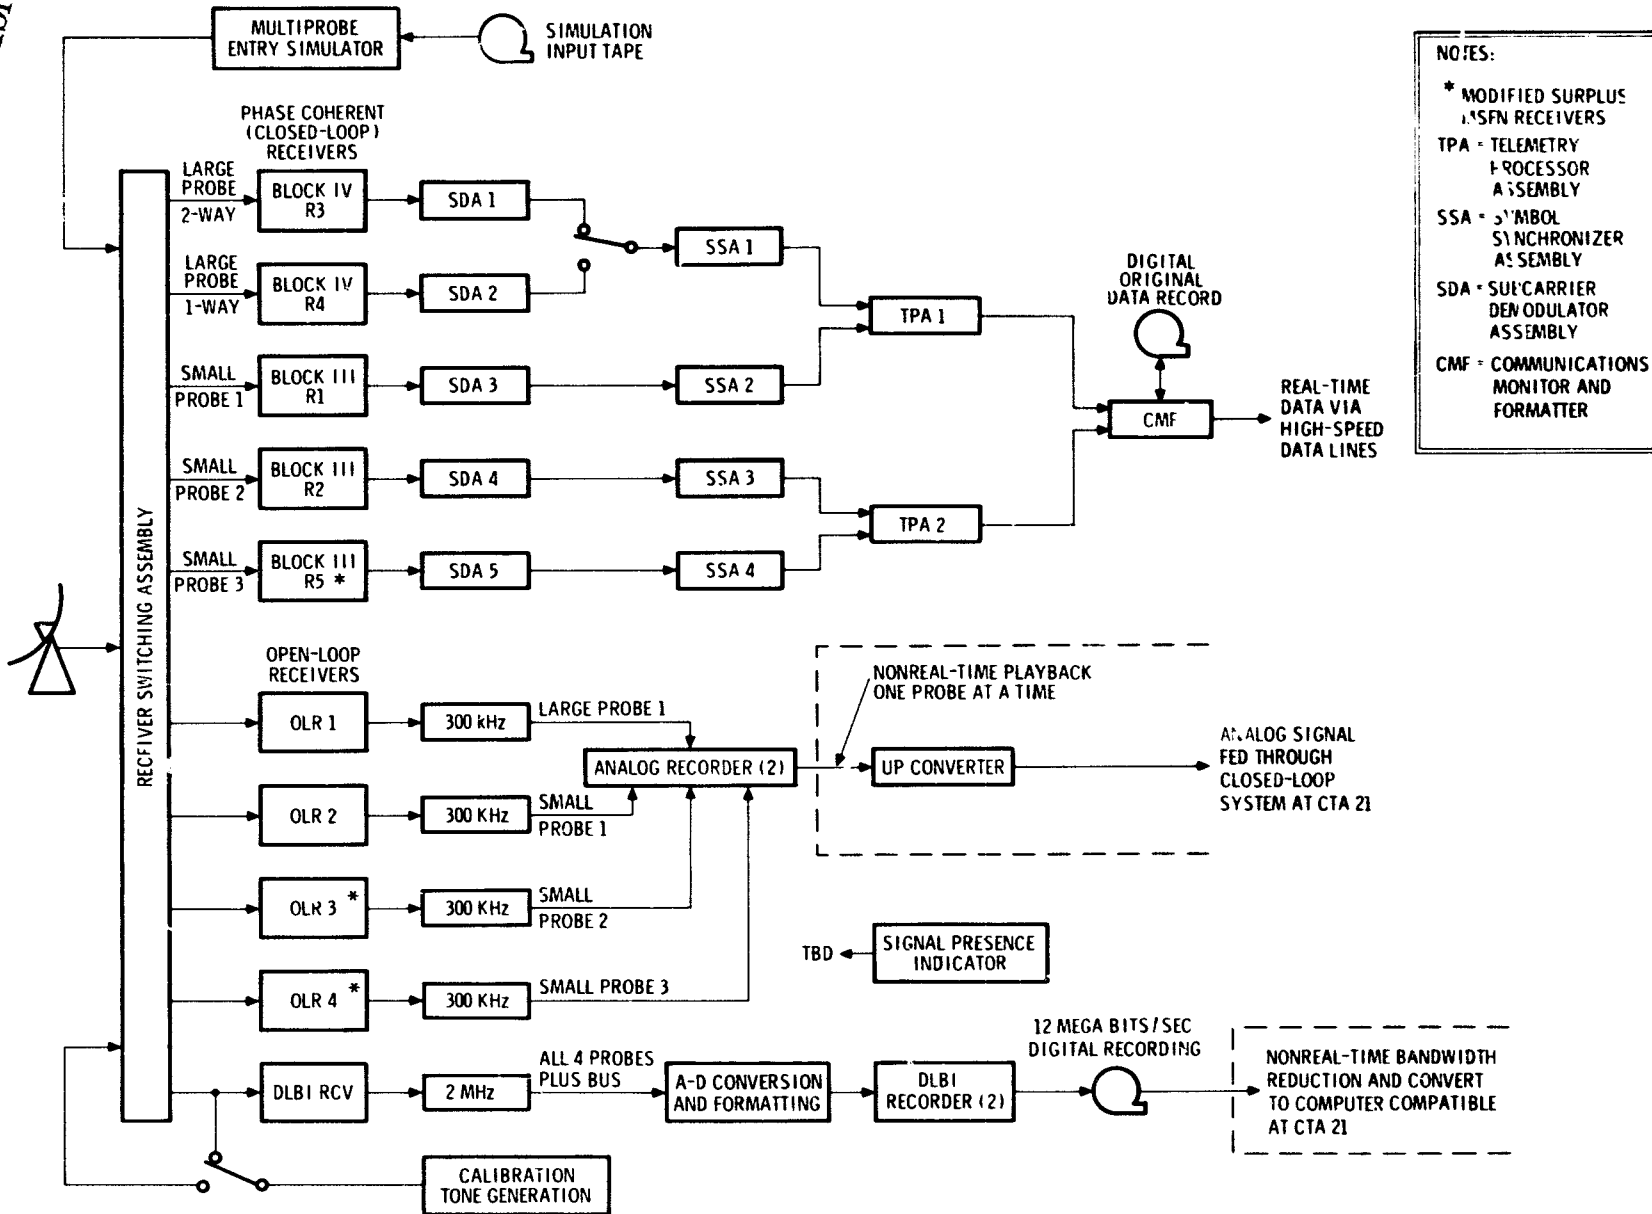 MULTIPROBE
ENTRY SIMULATOR
SIMULATION
INPUT TAPE
NOTES:
* MODIFIED SURPLUS
MSFN RECEIVERS
TPA = TELEMETRY
PROCESSOR
ASSEMBLY
SSA = SYMBOL
SYNCHRONIZER
ASSEMBLY
SDA = SUBCARRIER
DEMODULATOR
ASSEMBLY
CMF = COMMUNICATIONS
MONITOR AND
FORMATTER
PHASE COHERENT
(CLOSED-LOOP)
RECEIVERS
RECEIVER SWITCHING ASSEMBLY
LARGE
PROBE
2-WAY
BLOCK IV
R3
SDA 1
SSA 1
LARGE
PROBE
1-WAY
BLOCK IV
R4
SDA 2
TPA 1
DIGITAL
ORIGINAL
DATA RECORD
SMALL
PROBE 1
BLOCK III
R1
SDA 3
SSA 2
CMF
REAL-TIME
DATA VIA
HIGH-SPEED
DATA LINES
SMALL
PROBE 2
BLOCK III
R2
SDA 4
SSA 3
TPA 2
SMALL
PROBE 3
BLOCK III
R5 *
SDA 5
SSA 4
OPEN-LOOP
RECEIVERS
OLR 1
300 kHz
LARGE PROBE 1
NONREAL-TIME PLAYBACK
ONE PROBE AT A TIME
ANALOG RECORDER (2)
UP CONVERTER
ANALOG SIGNAL
FED THROUGH
CLOSED-LOOP
SYSTEM AT CTA 21
OLR 2
300 KHz
SMALL
PROBE 1
OLR 3 *
300 KHz
SMALL
PROBE 2
OLR 4 *
300 KHz
SMALL PROBE 3
TBD
SIGNAL PRESENCE
INDICATOR
DLBI RCV
2 MHz
ALL 4 PROBES
PLUS BUS
A-D CONVERSION
AND FORMATTING
DLBI
RECORDER (2)
12 MEGA BITS/SEC
DIGITAL RECORDING
NONREAL-TIME BANDWIDTH
REDUCTION AND CONVERT
TO COMPUTER COMPATIBLE
AT CTA 21
CALIBRATION
TONE GENERATION